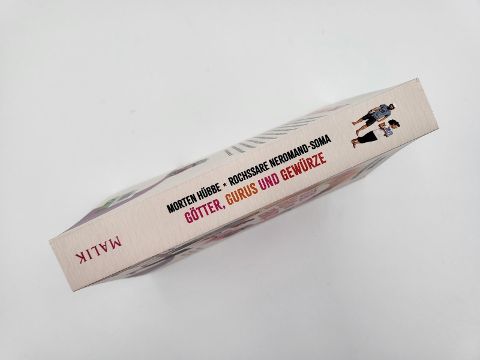 MORTEN HÜBBE • ROCHSSARE NEROMAND-SOMA
GÖTTER, GURUS UND GEWÜRZE
MALIK